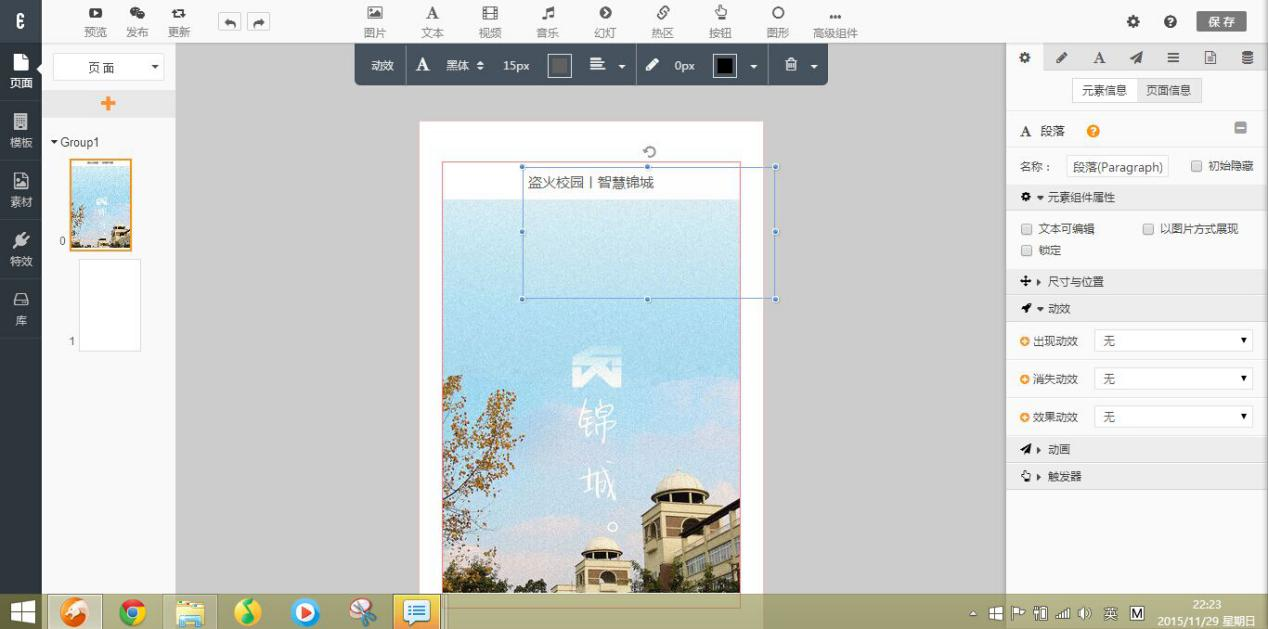 预览 发布 更新
图片 文本 视频 音乐 幻灯 热区 按钮 图形 高级组件
保存
动效 A 黑体 15px 0px
页面
模板
素材
特效
库
页面
Group1
0
1
盗火校园丨智慧锦城
锦
城
。
元素信息 页面信息
A 段落
名称： 段落(Paragraph) 初始隐藏
元素组件属性
文本可编辑 以图片方式展现
锁定
尺寸与位置
动效
出现动效 无
消失动效 无
效果动效 无
动画
触发器
英 M
22:23
2015/11/29 星期日